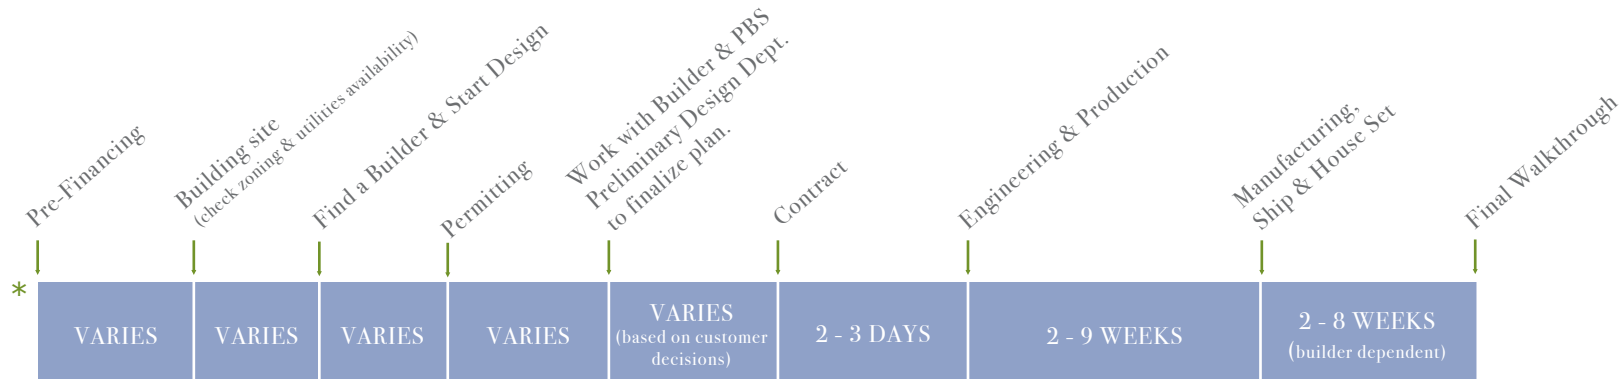 Pre-Financing
Building site
(check zoning & utilities availability)
Find a Builder & Start Design
Permitting
Work with Builder & PBS
Preliminary Design Dept.
to finalize plan.
Contract
Engineering & Production
Manufacturing,
Ship & House Set
Final Walkthrough
*
VARIES
VARIES
VARIES
VARIES
VARIES
(based on customer
decisions)
2 - 3 DAYS
2 - 9 WEEKS
2 - 8 WEEKS
(builder dependent)